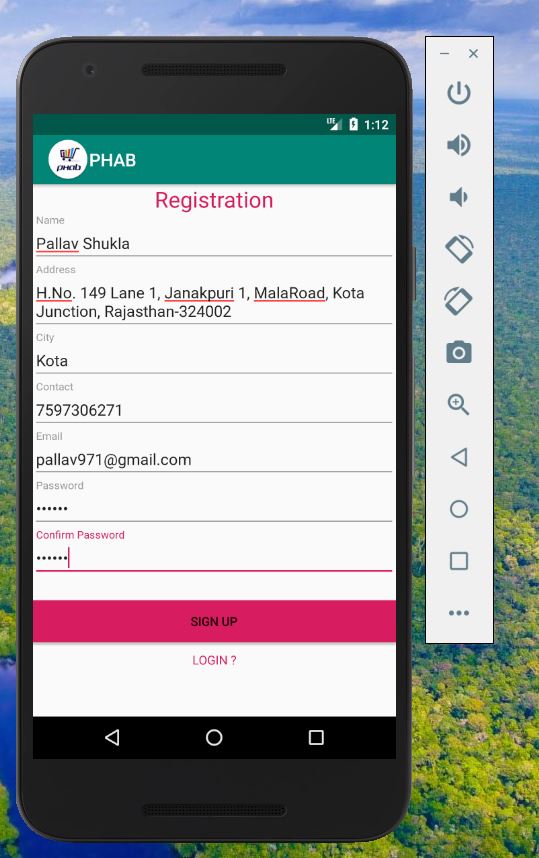 LTE 1:12
PHAB PHAB
Registration
Name
Pallav Shukla
Address
H.No. 149 Lane 1, Janakpuri 1, MalaRoad, Kota
Junction, Rajasthan-324002
City
Kota
Contact
7597306271
Email
pallav971@gmail.com
Password
••••••
Confirm Password
••••••
SIGN UP
LOGIN ?